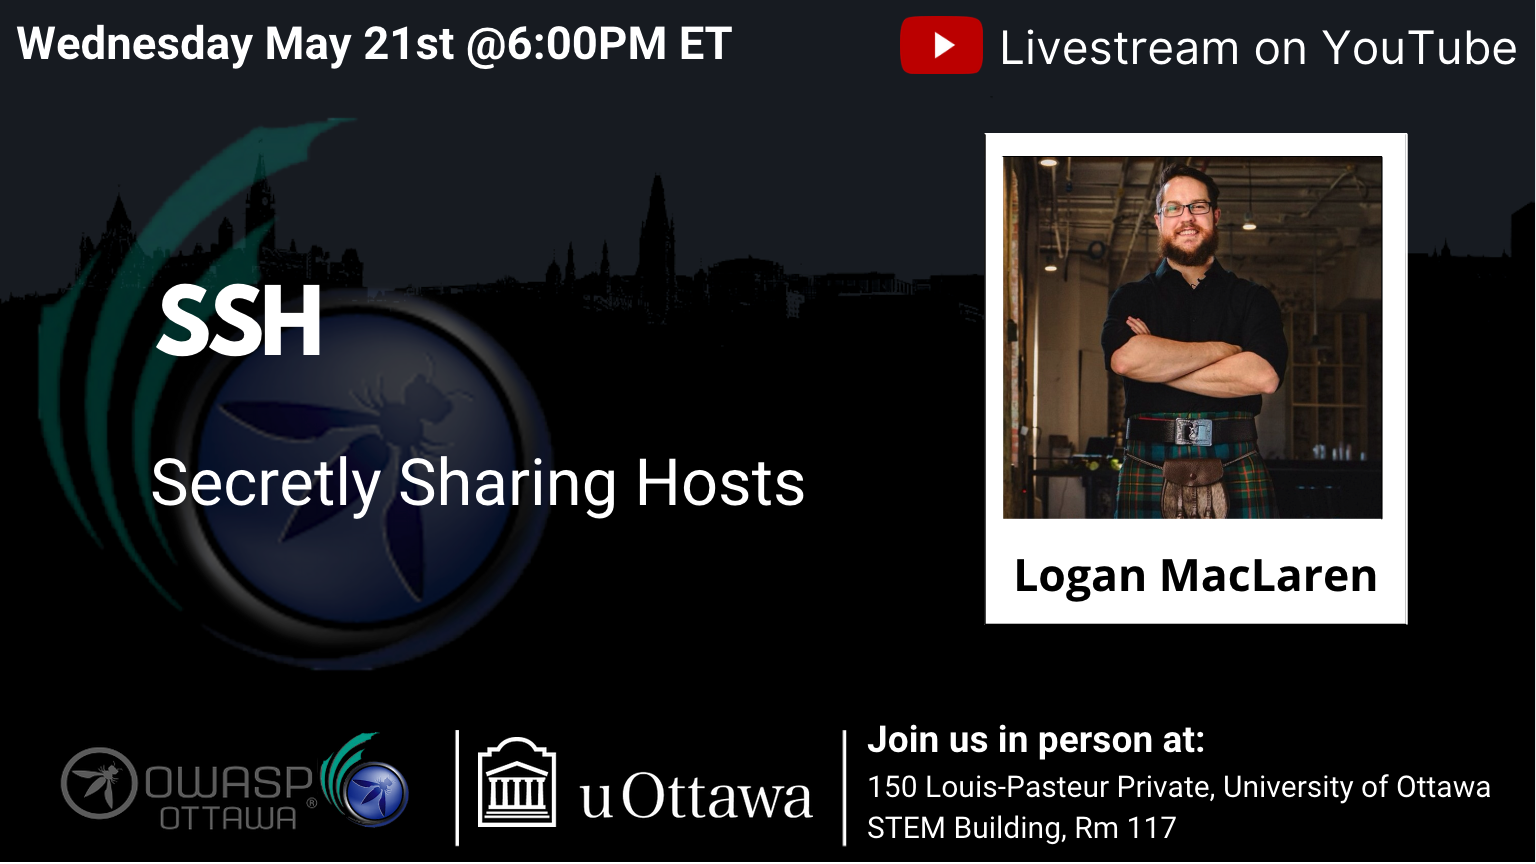 Wednesday May 21st @6:00PM ET
Livestream on YouTube
SSH
Secretly Sharing Hosts
Logan MacLaren
OWASP®
OTTAWA
uOttawa
Join us in person at:
150 Louis-Pasteur Private, University of Ottawa
STEM Building, Rm 117